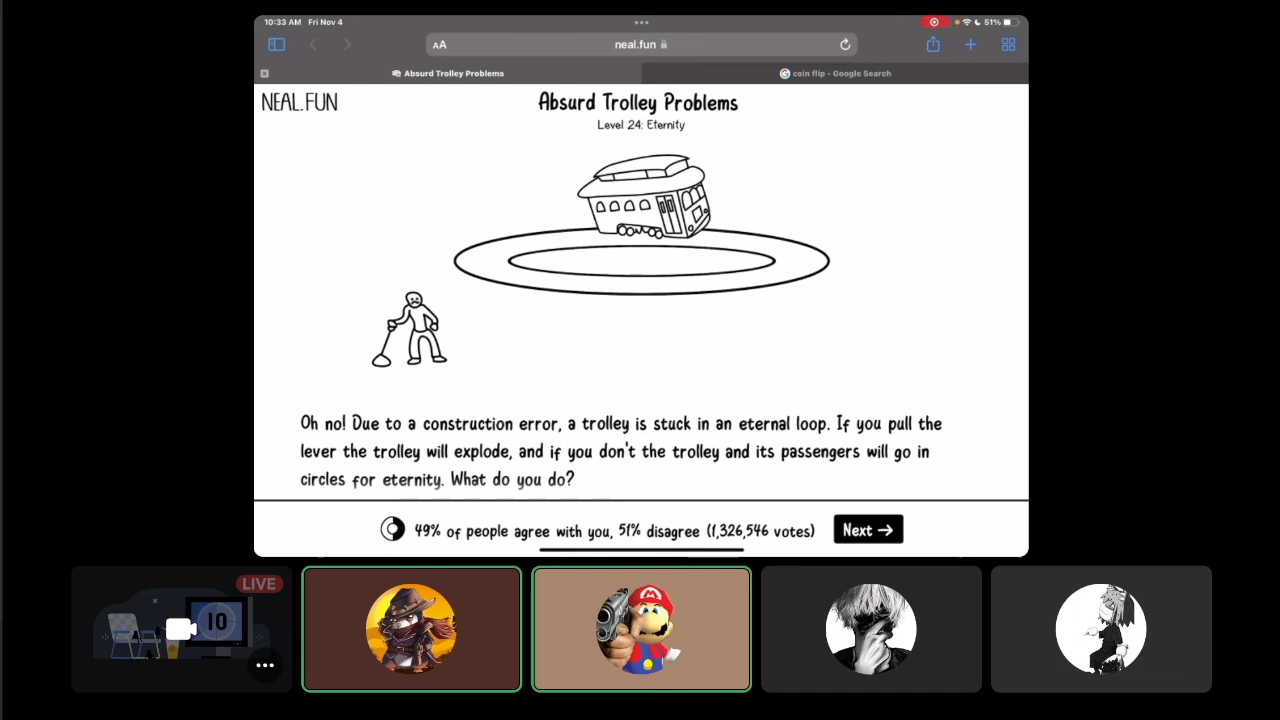 10:33 AM Fri Nov 4
51%
AA neal.fun
Absurd Trolley Problems
coin flip - Google Search
NEAL.FUN
Absurd Trolley Problems
Level 24: Eternity
Oh no! Due to a construction error, a trolley is stuck in an eternal loop. If you pull the
lever the trolley will explode, and if you don't the trolley and its passengers will go in
circles for eternity. What do you do?
49% of people agree with you, 51% disagree (1,326,546 votes)
Next →
LIVE
10
M